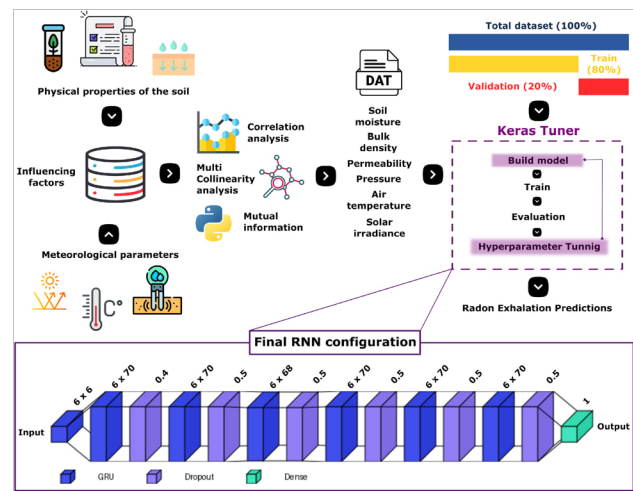 Total dataset (100%)
Train
(80%)
Validation (20%)
DAT
Physical properties of the soil
Keras Tuner
Soil
moisture
Bulk
density
Permeability
Pressure
Air
temperature
Solar
irradiance
Correlation
analysis
Multi
Collinearity
analysis
Mutual
information
Influencing
factors
Build model
Train
Evaluation
Hyperparameter Tunnig
Meteorological parameters
C°
Radon Exhalation Predictions
Final RNN configuration
6 x 6
6 x 70
0.4
6 x 70
0.5
6 x 68
0.5
6 x 70
0.5
6 x 70
0.5
6 x 70
0.5
1
Input
Output
GRU
Dropout
Dense